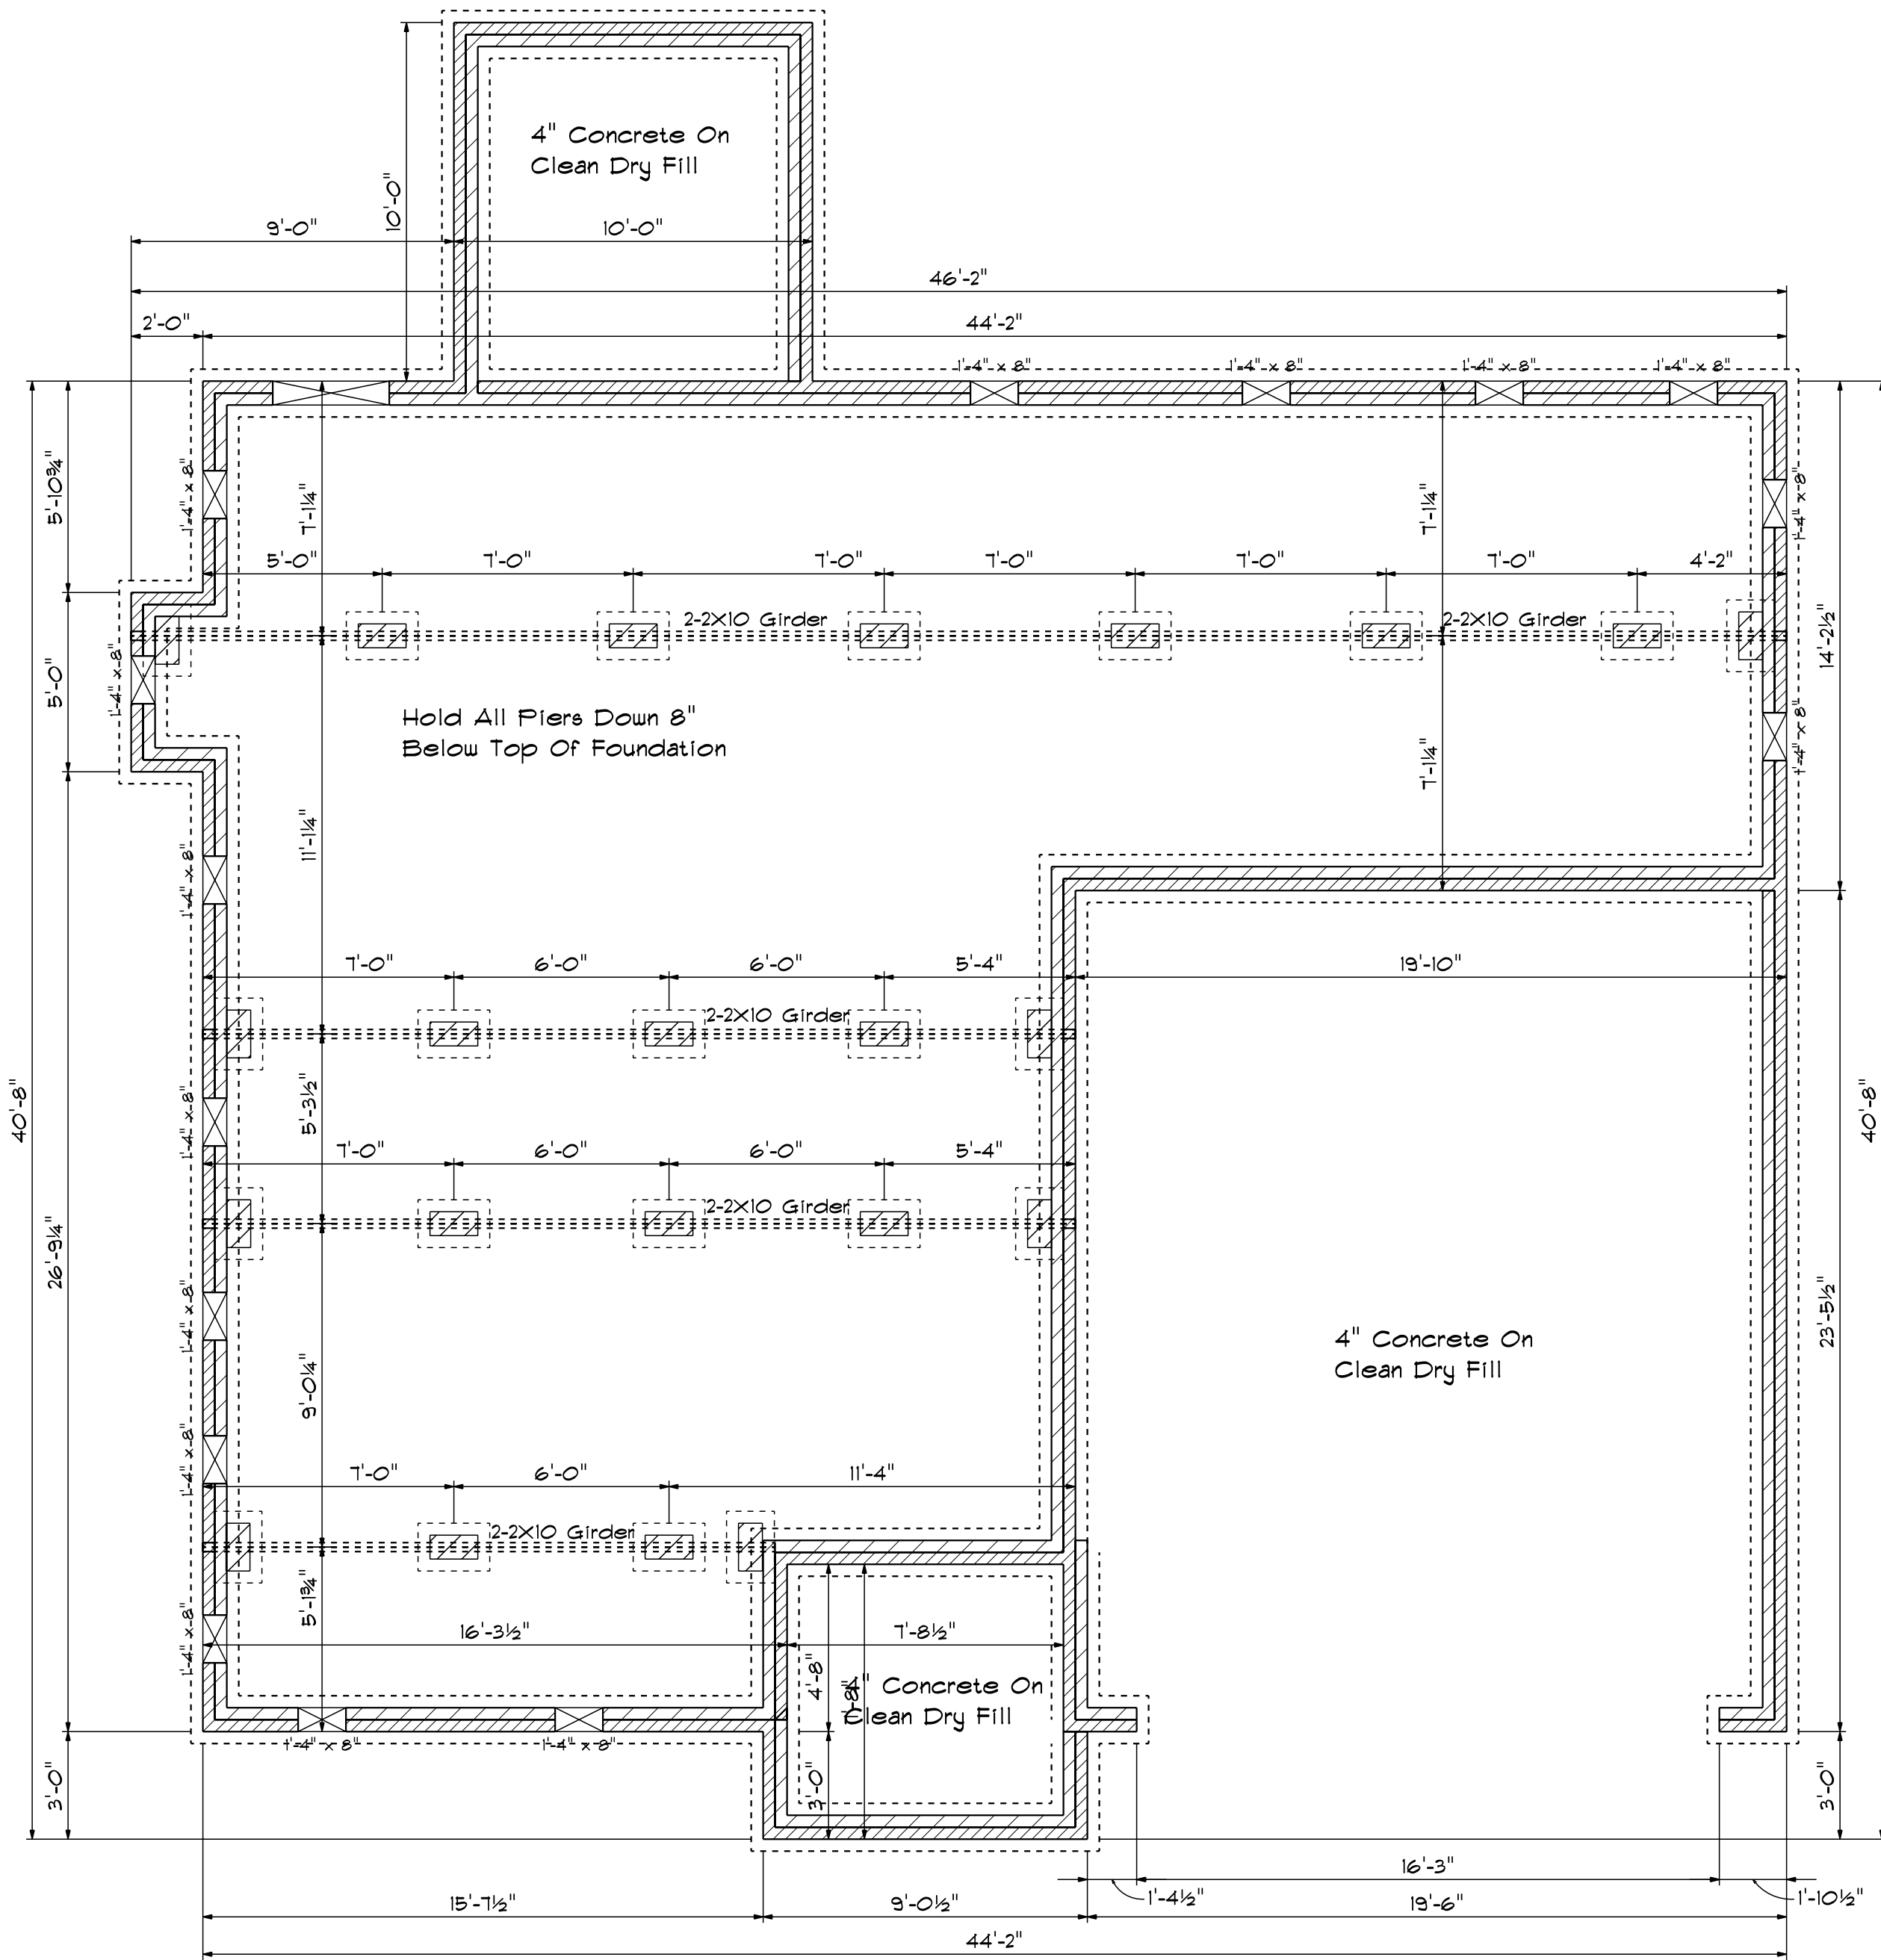 4" Concrete On
Clean Dry Fill
10'-0"
9'-0"
10'-0"
46'-2"
2'-0"
44'-2"
1'-4" x 8"
1'-4" x 8"
1'-4" x 8"
1'-4" x 8"
5'-10¾"
1'-4" x 8"
7'-1¼"
7'-1¼"
1'-4" x 8"
5'-0"
7'-0"
7'-0"
7'-0"
7'-0"
7'-0"
4'-2"
2-2X10 Girder
2-2X10 Girder
14'-2½"
5'-0"
1'-4" x 8"
Hold All Piers Down 8"
Below Top Of Foundation
7'-1¼"
1'-4" x 8"
11'-1¼"
1'-4" x 8"
7'-0"
6'-0"
6'-0"
5'-4"
19'-10"
2-2X10 Girder
40'-8"
5'-3½"
1'-4" x 8"
40'-8"
7'-0"
6'-0"
6'-0"
5'-4"
2-2X10 Girder
26'-9¼"
1'-4" x 8"
9'-0¼"
4" Concrete On
Clean Dry Fill
23'-5½"
1'-4" x 8"
7'-0"
6'-0"
11'-4"
2-2X10 Girder
5'-1¾"
1'-4" x 8"
16'-3½"
7'-8½"
4'-8"
4" Concrete On
Clean Dry Fill
1'-4" x 8"
1'-4" x 8"
3'-0"
3'-0"
3'-0"
16'-3"
1'-4½"
1'-10½"
15'-7½"
9'-0½"
19'-6"
44'-2"